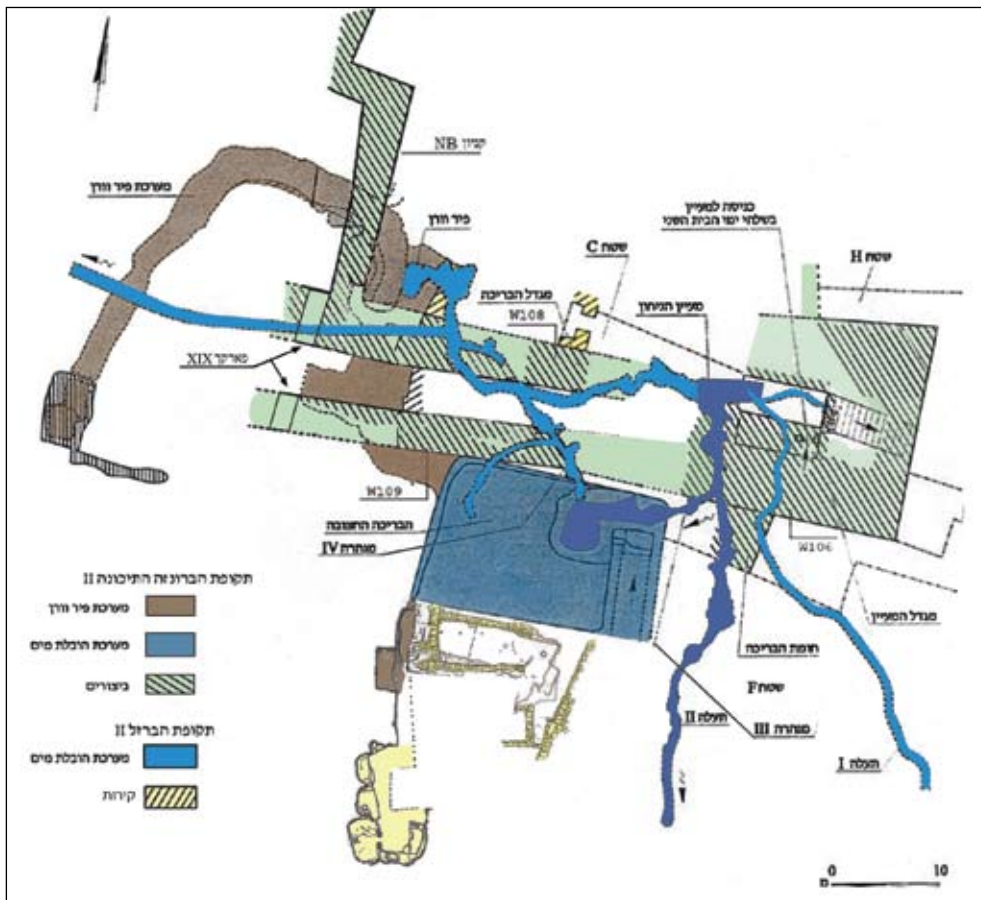 קניון NB
מערכת פיר וורן
פיר וורן
שטח C
כניסה למעיין
בשלהי ימי הבית השני
שטח H
מגדל הבריכה
W108
מעיין הגיחון
פארקר XIX
W109
הבריכה החצובה
מנהרה IV
W106
מגדל המעיין
חומת הבריכה
שטח F
תעלה II
מנהרה III
תעלה I
תקופת הברונזה התיכונה II
מערכת פיר וורן
מערכת הובלת מים
ביצורים
תקופת הברזל II
מערכת הובלת מים
קירות
0 10
מ